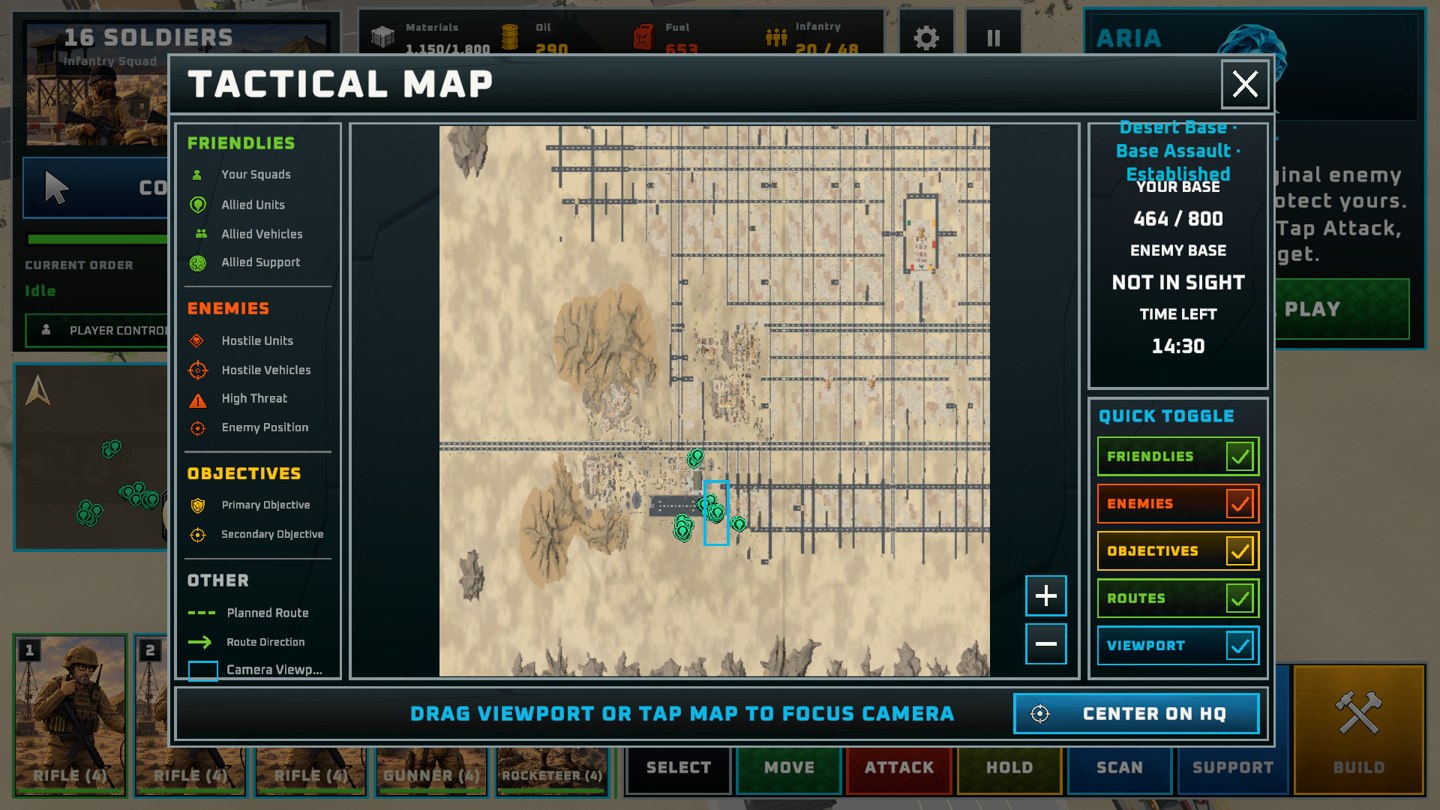 16 SOLDIERS
Infantry Squad
Materials
1,150/1,800
Oil
290
Fuel
653
Infantry
20 / 48
ARIA
TACTICAL MAP
FRIENDLIES
Your Squads
Allied Units
Allied Vehicles
Allied Support
ENEMIES
Hostile Units
Hostile Vehicles
High Threat
Enemy Position
OBJECTIVES
Primary Objective
Secondary Objective
OTHER
Planned Route
Route Direction
Camera Viewp...
CO
CURRENT ORDER
Idle
PLAYER CONTROL
Desert Base ·
Base Assault ·
Established
YOUR BASE
464 / 800
ENEMY BASE
NOT IN SIGHT
TIME LEFT
14:30
ginal enemy
otect yours.
Tap Attack,
get.
PLAY
QUICK TOGGLE
FRIENDLIES
ENEMIES
OBJECTIVES
ROUTES
VIEWPORT
DRAG VIEWPORT OR TAP MAP TO FOCUS CAMERA
CENTER ON HQ
1
2
RIFLE (4)
RIFLE (4)
RIFLE (4)
GUNNER (4)
ROCKETEER (4)
SELECT
MOVE
ATTACK
HOLD
SCAN
SUPPORT
BUILD